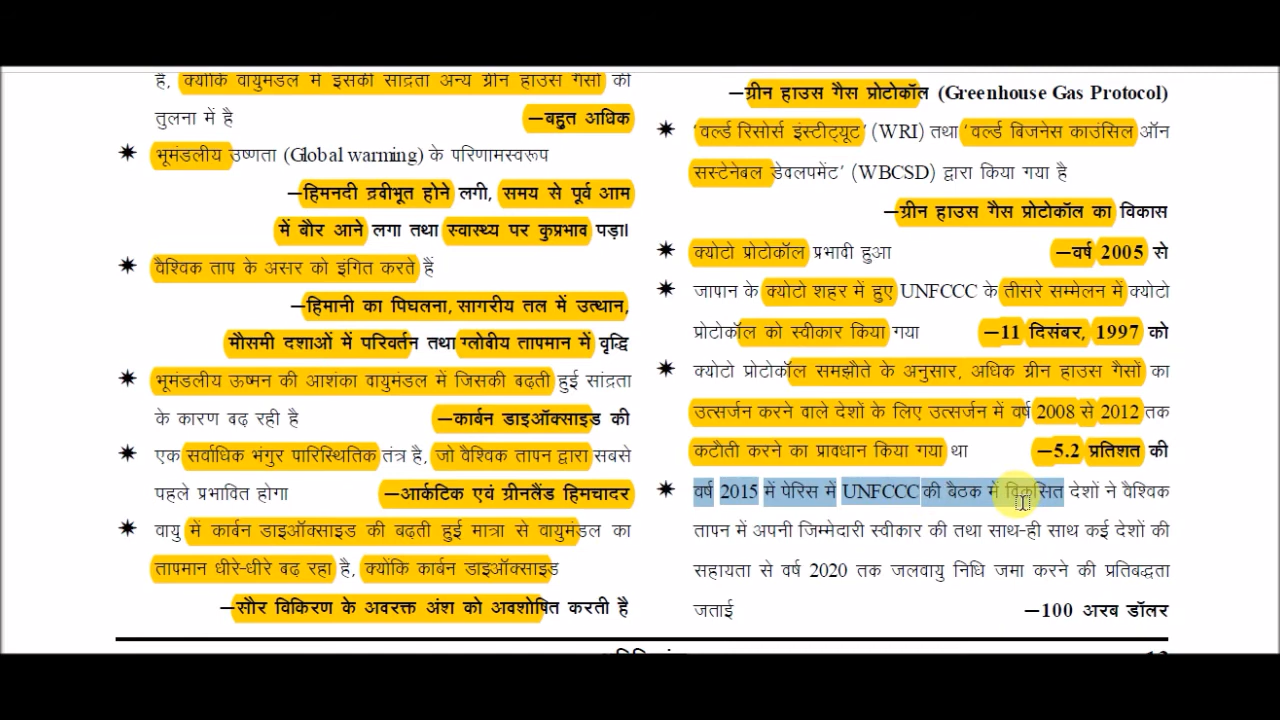 है, क्योंकि वायुमंडल में इसकी सांद्रता अन्य ग्रीन हाउस गैसों की
तुलना में है –बहुत अधिक
✷ भूमंडलीय उष्णता (Global warming) के परिणामस्वरूप
–हिमनदी द्रवीभूत होने लगी, समय से पूर्व आम
में बौर आने लगा तथा स्वास्थ्य पर कुप्रभाव पड़ा।
✷ वैश्विक ताप के असर को इंगित करते हैं
–हिमानी का पिघलना, सागरीय तल में उत्थान,
मौसमी दशाओं में परिवर्तन तथा ग्लोबीय तापमान में वृद्धि
✷ भूमंडलीय ऊष्मन की आशंका वायुमंडल में जिसकी बढ़ती हुई सांद्रता
के कारण बढ़ रही है –कार्बन डाइऑक्साइड की
✷ एक सर्वाधिक भंगुर पारिस्थितिक तंत्र है, जो वैश्विक तापन द्वारा सबसे
पहले प्रभावित होगा –आर्कटिक एवं ग्रीनलैंड हिमचादर
✷ वायु में कार्बन डाइऑक्साइड की बढ़ती हुई मात्रा से वायुमंडल का
तापमान धीरे-धीरे बढ़ रहा है, क्योंकि कार्बन डाइऑक्साइड
–सौर विकिरण के अवरक्त अंश को अवशोषित करती है
–ग्रीन हाउस गैस प्रोटोकॉल (Greenhouse Gas Protocol)
✷ 'वर्ल्ड रिसोर्स इंस्टीट्यूट' (WRI) तथा 'वर्ल्ड बिजनेस काउंसिल ऑन
सस्टेनेबल डेवलपमेंट' (WBCSD) द्वारा किया गया है
–ग्रीन हाउस गैस प्रोटोकॉल का विकास
✷ क्योटो प्रोटोकॉल प्रभावी हुआ –वर्ष 2005 से
✷ जापान के क्योटो शहर में हुए UNFCCC के तीसरे सम्मेलन में क्योटो
प्रोटोकॉल को स्वीकार किया गया –11 दिसंबर, 1997 को
✷ क्योटो प्रोटोकॉल समझौते के अनुसार, अधिक ग्रीन हाउस गैसों का
उत्सर्जन करने वाले देशों के लिए उत्सर्जन में वर्ष 2008 से 2012 तक
कटौती करने का प्रावधान किया गया था –5.2 प्रतिशत की
✷ वर्ष 2015 में पेरिस में UNFCCC की बैठक में विकसित देशों ने वैश्विक
तापन में अपनी जिम्मेदारी स्वीकार की तथा साथ-ही साथ कई देशों की
सहायता से वर्ष 2020 तक जलवायु निधि जमा करने की प्रतिबद्धता
जताई –100 अरब डॉलर